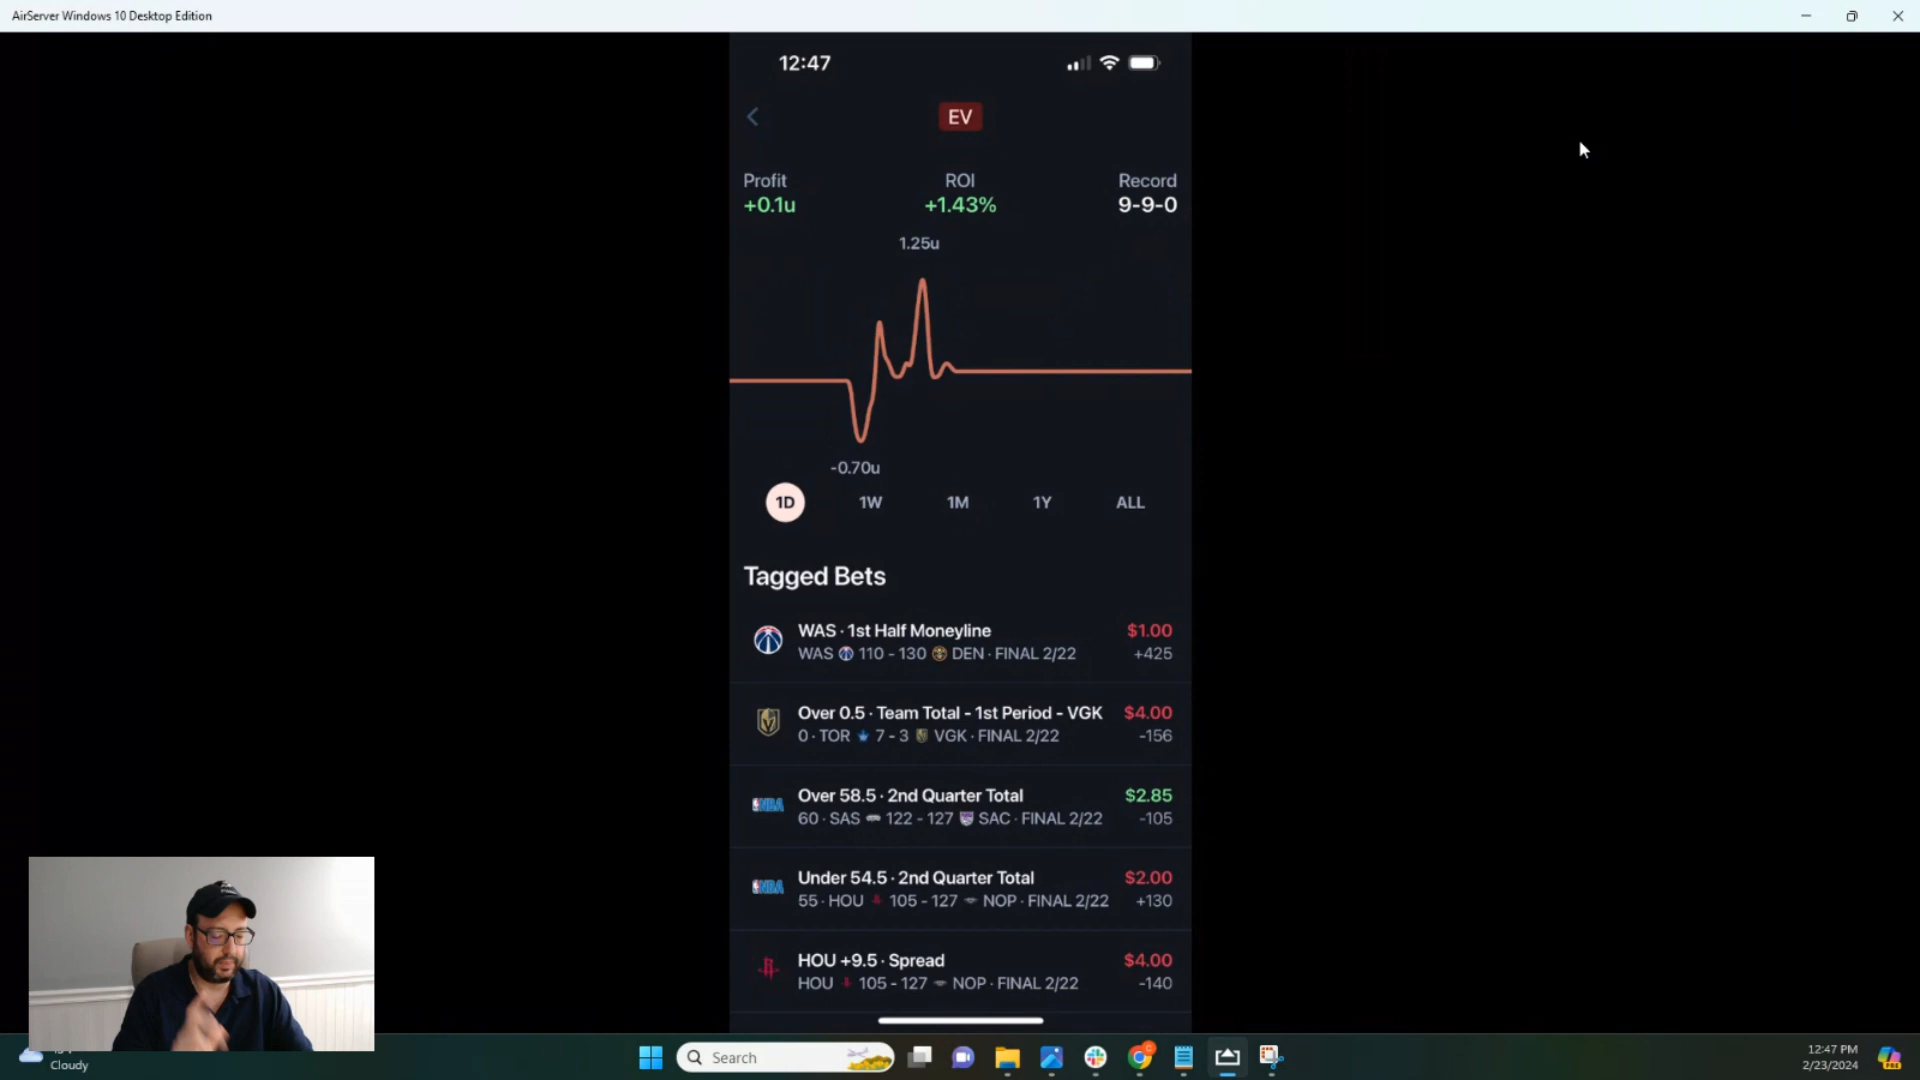 AirServer Windows 10 Desktop Edition
12:47
EV
Profit
ROI
Record
+0.1u
+1.43%
9-9-0
1.25u
-0.70u
1D
1W
1M
1Y
ALL
Tagged Bets
WAS · 1st Half Moneyline
$1.00
WAS 110 - 130 DEN · FINAL 2/22
+425
Over 0.5 · Team Total - 1st Period - VGK
$4.00
0 · TOR 7 - 3 VGK · FINAL 2/22
-156
NBA
Over 58.5 · 2nd Quarter Total
$2.85
60 · SAS 122 - 127 SAC · FINAL 2/22
-105
NBA
Under 54.5 · 2nd Quarter Total
$2.00
55 · HOU 105 - 127 NOP · FINAL 2/22
+130
HOU +9.5 · Spread
$4.00
HOU 105 - 127 NOP · FINAL 2/22
-140
Cloudy
Search
12:47 PM
2/23/2024